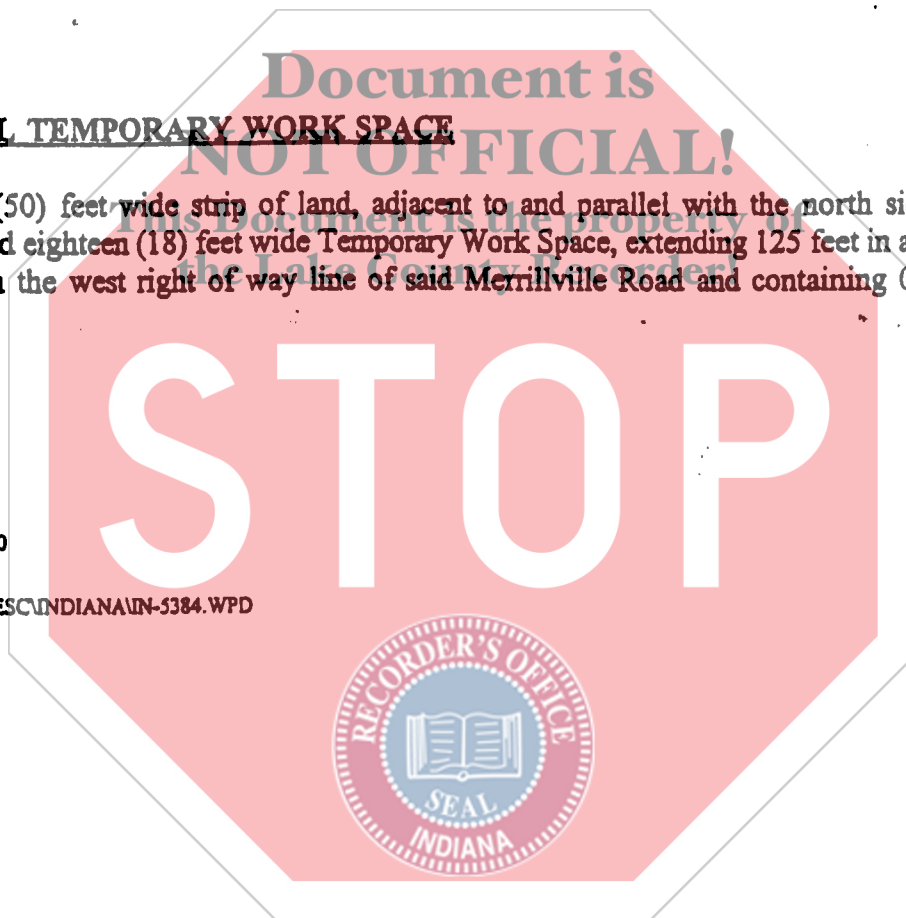 Document is
L TEMPORARY WORK SPACE
NOT OFFICIAL!
(50) feet wide strip of land, adjacent to and parallel with the north si
This Document is the property of
d eighteen (18) feet wide Temporary Work Space, extending 125 feet in a
the Lake County Recorder!
the west right of way line of said Merrillville Road and containing
STOP
ESC\INDIANA\IN-5384.WPD
RECORDER'S OFFICE
SEAL
INDIANA